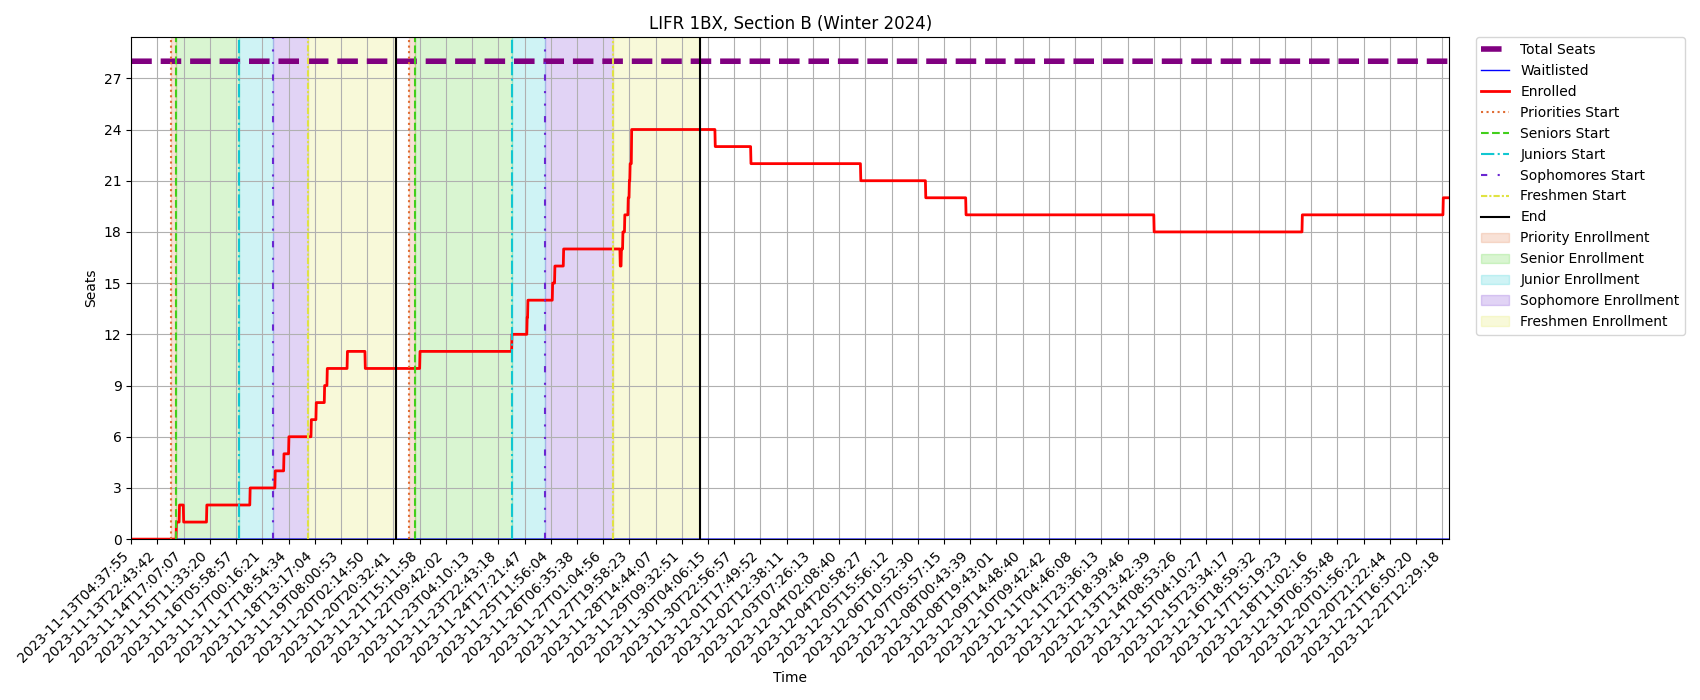 LIFR 1BX, Section B (Winter 2024)
Total Seats
Waitlisted
Enrolled
Priorities Start
Seniors Start
Juniors Start
Sophomores Start
Freshmen Start
End
Priority Enrollment
Senior Enrollment
Junior Enrollment
Sophomore Enrollment
Freshmen Enrollment
Seats
27
24
21
18
15
12
9
6
3
0
2023-11-13T04:37:55
2023-11-13T22:43:42
2023-11-14T17:07:07
2023-11-15T11:33:20
2023-11-16T05:58:57
2023-11-17T00:16:21
2023-11-17T18:54:34
2023-11-18T13:17:04
2023-11-19T08:00:53
2023-11-20T02:14:50
2023-11-20T20:32:41
2023-11-21T15:11:58
2023-11-22T09:42:02
2023-11-23T04:10:13
2023-11-23T22:43:18
2023-11-24T17:21:47
2023-11-25T11:56:04
2023-11-26T06:35:38
2023-11-27T01:04:56
2023-11-27T19:58:23
2023-11-28T14:44:07
2023-11-29T09:32:51
2023-11-30T04:06:15
2023-11-30T22:56:57
2023-12-01T17:49:52
2023-12-02T12:38:11
2023-12-03T07:26:13
2023-12-04T02:08:40
2023-12-04T20:58:27
2023-12-05T15:56:12
2023-12-06T10:52:30
2023-12-07T05:57:15
2023-12-08T00:43:39
2023-12-08T19:43:01
2023-12-09T14:48:40
2023-12-10T09:42:42
2023-12-11T04:46:08
2023-12-11T23:36:13
2023-12-12T18:39:46
2023-12-13T13:42:39
2023-12-14T08:53:26
2023-12-15T04:10:27
2023-12-15T23:34:17
2023-12-16T18:59:32
2023-12-17T15:19:23
2023-12-18T11:02:16
2023-12-19T06:35:48
2023-12-20T01:56:22
2023-12-20T21:22:44
2023-12-21T16:50:20
2023-12-22T12:29:18
Time